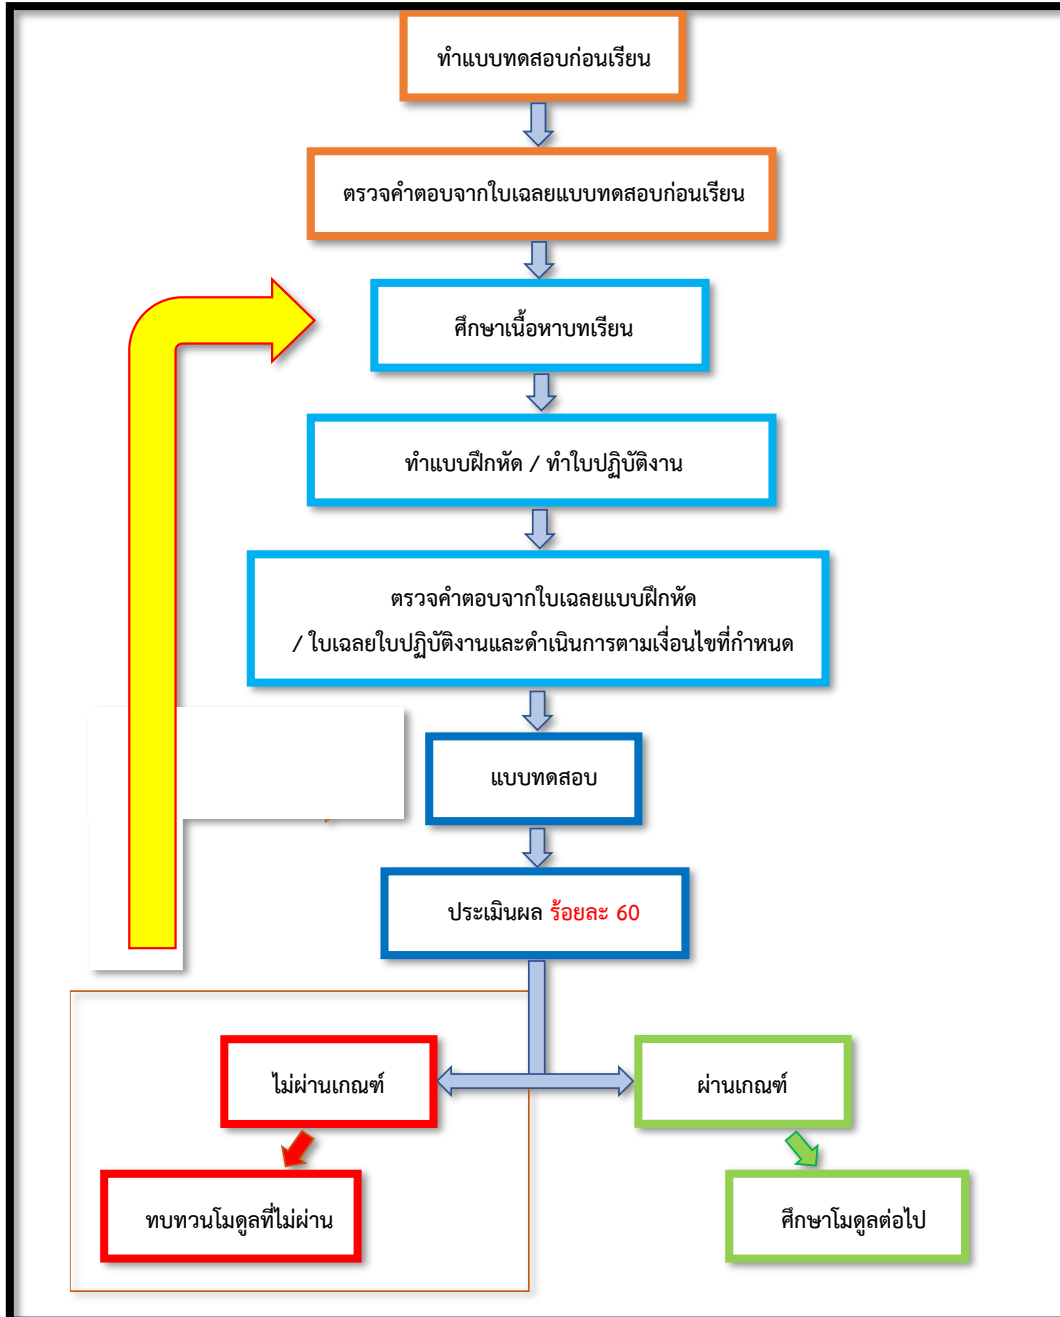 ทำแบบทดสอบก่อนเรียน
ตรวจคำตอบจากใบเฉลยแบบทดสอบก่อนเรียน
ศึกษาเนื้อหาบทเรียน
ทำแบบฝึกหัด / ทำใบปฏิบัติงาน
ตรวจคำตอบจากใบเฉลยแบบฝึกหัด
/ ใบเฉลยใบปฏิบัติงานและดำเนินการตามเงื่อนไขที่กำหนด
แบบทดสอบ
ประเมินผล ร้อยละ 60
ไม่ผ่านเกณฑ์
ผ่านเกณฑ์
ทบทวนโมดูลที่ไม่ผ่าน
ศึกษาโมดูลต่อไป